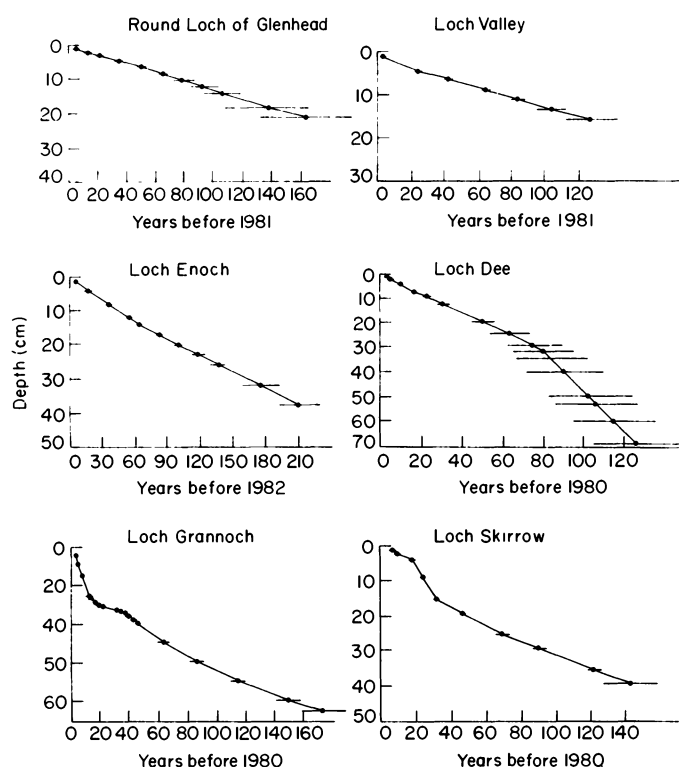 Round Loch of Glenhead
0
10
20
30
40
0 20 40 60 80 100 120 160
Years before 1981
Loch Valley
0
10
20
30
0 20 40 60 80 100 120
Years before 1981
Loch Enoch
Depth (cm)
0
10
20
30
40
50
0 30 60 90 120 150 180 210
Years before 1982
Loch Dee
0
10
20
30
40
50
60
70
0 20 40 60 80 100 120
Years before 1980
Loch Grannoch
0
20
30
40
50
60
0 20 40 60 80 120 160
Years before 1980
Loch Skirrow
0
10
20
30
40
50
0 20 40 60 80 100 120 140
Years before 1980